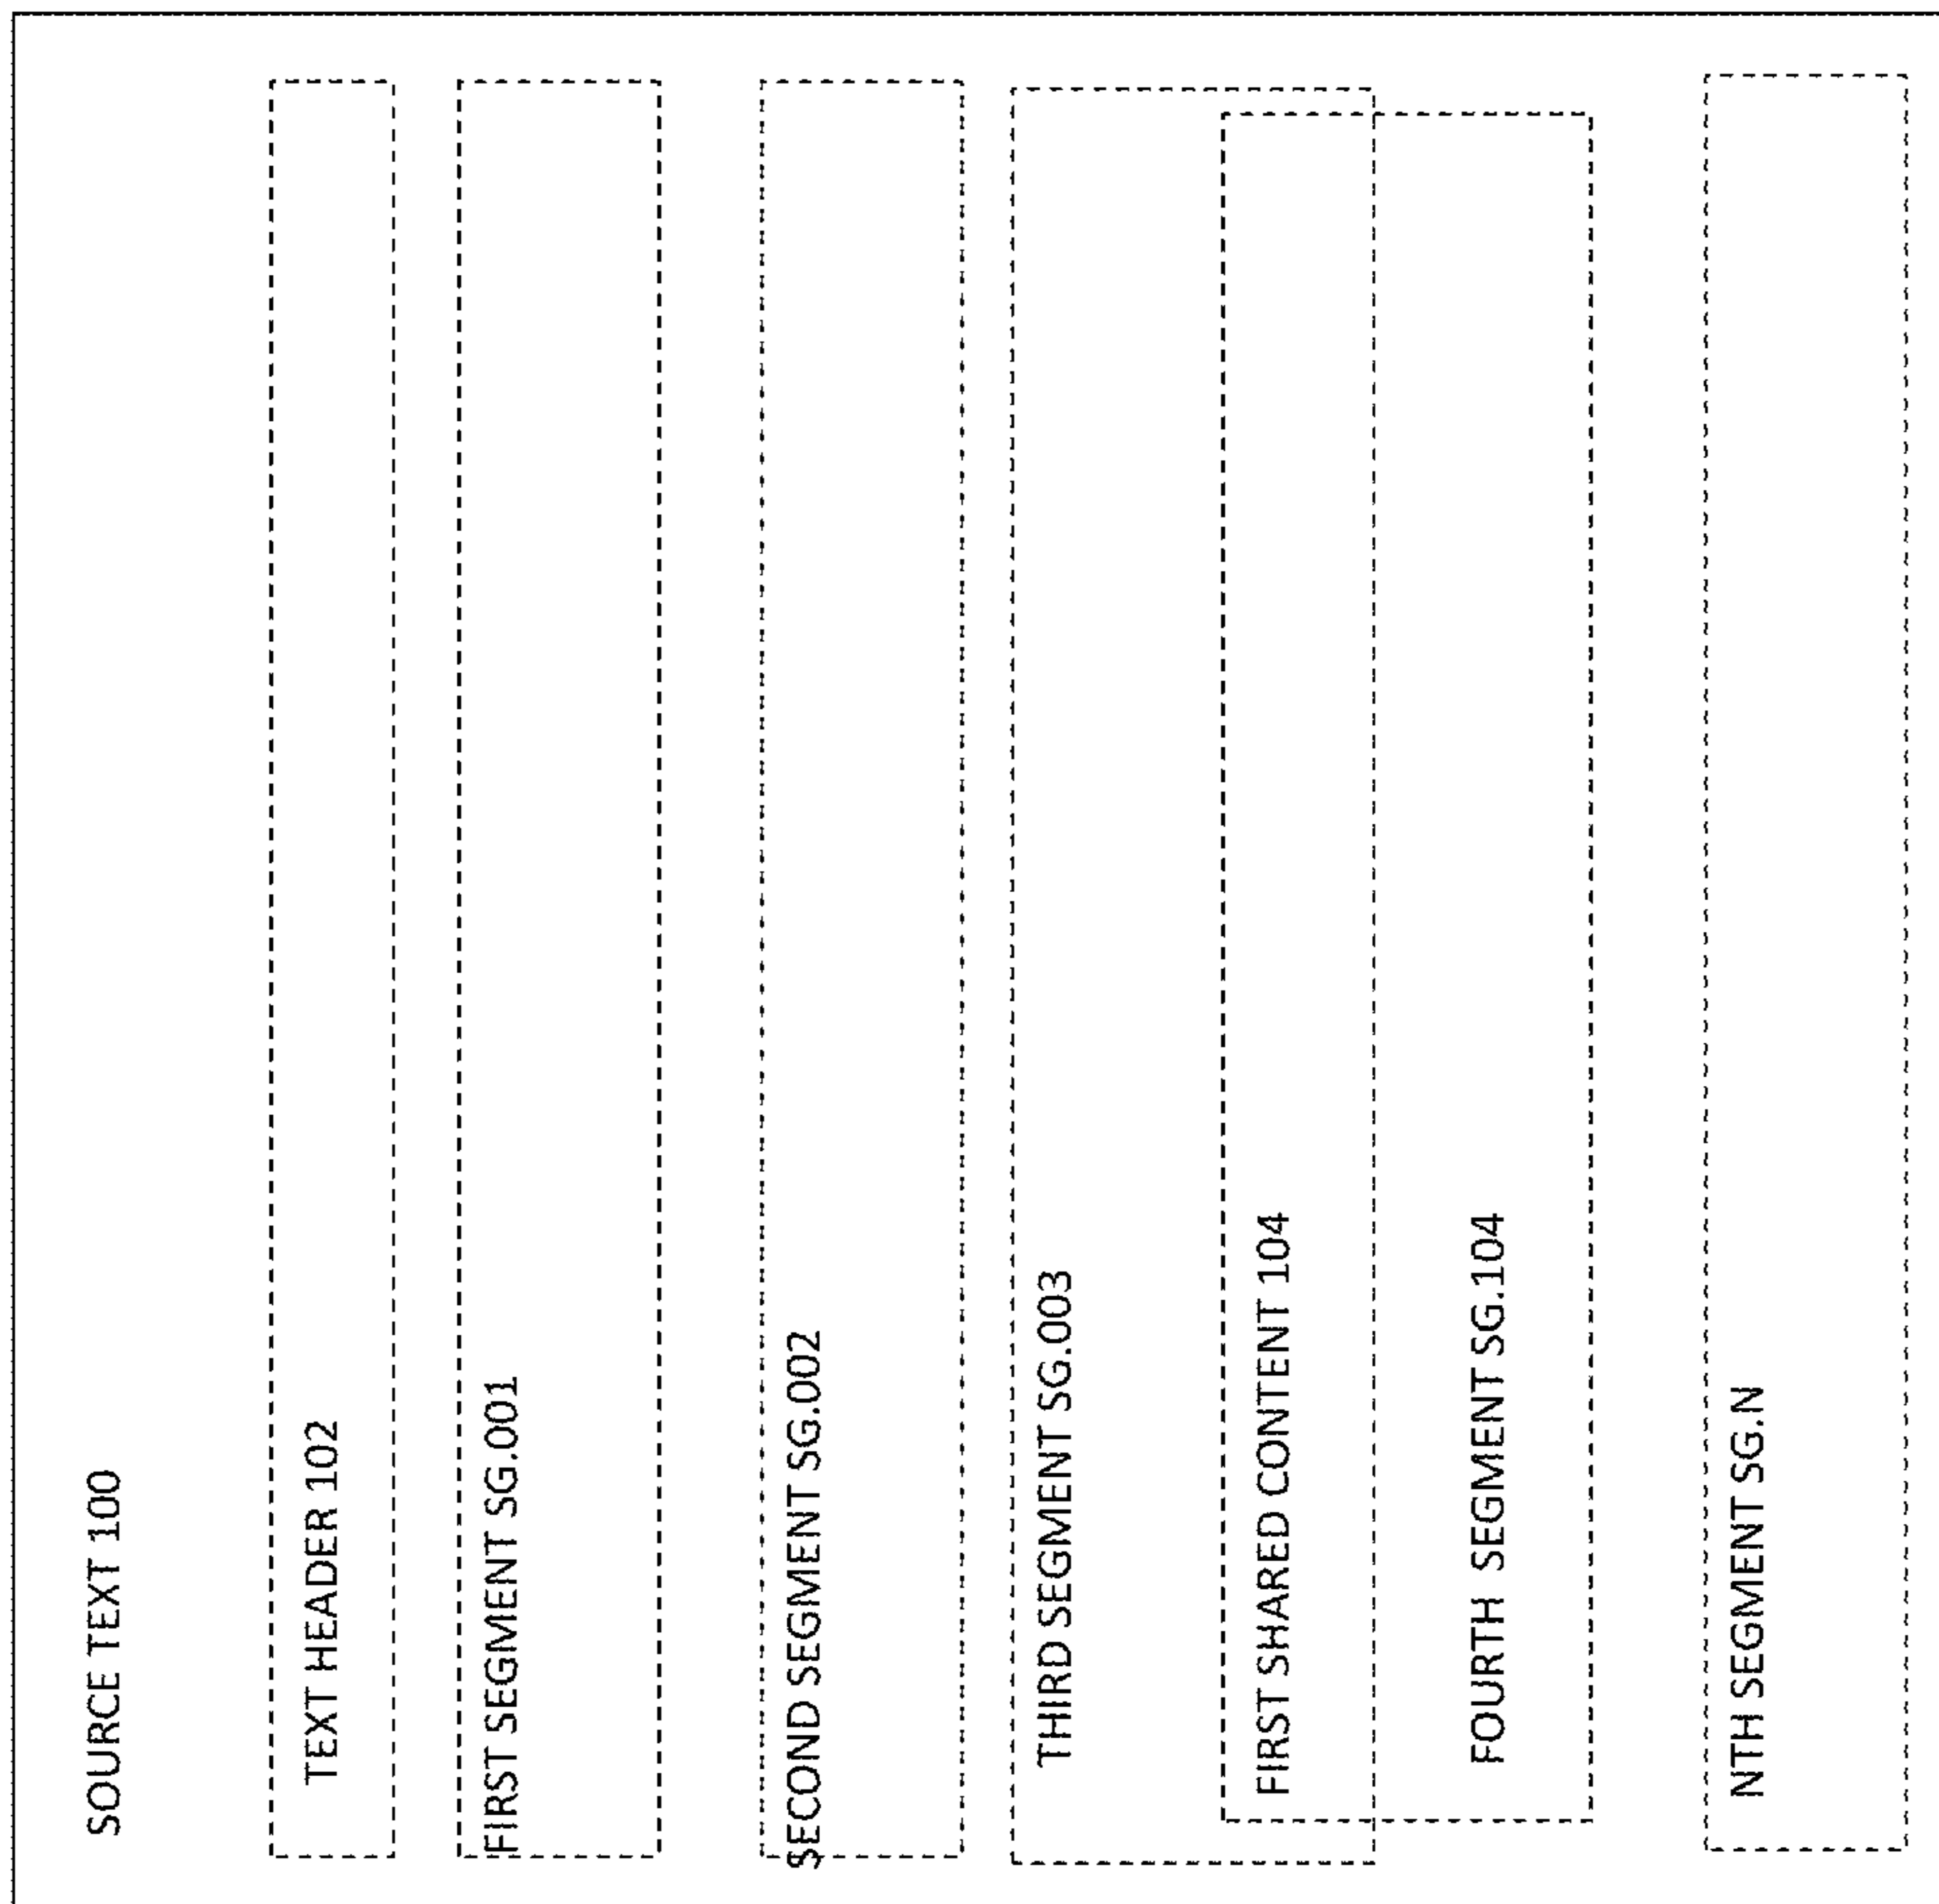 SOURCE TEXT 100
TEXT HEADER 102
FIRST SEGMENT SG.001
SECOND SEGMENT SG.002
THIRD SEGMENT SG.003
FIRST SHARED CONTENT 104
FOURTH SEGMENT SG.104
NTH SEGMENT SG.N